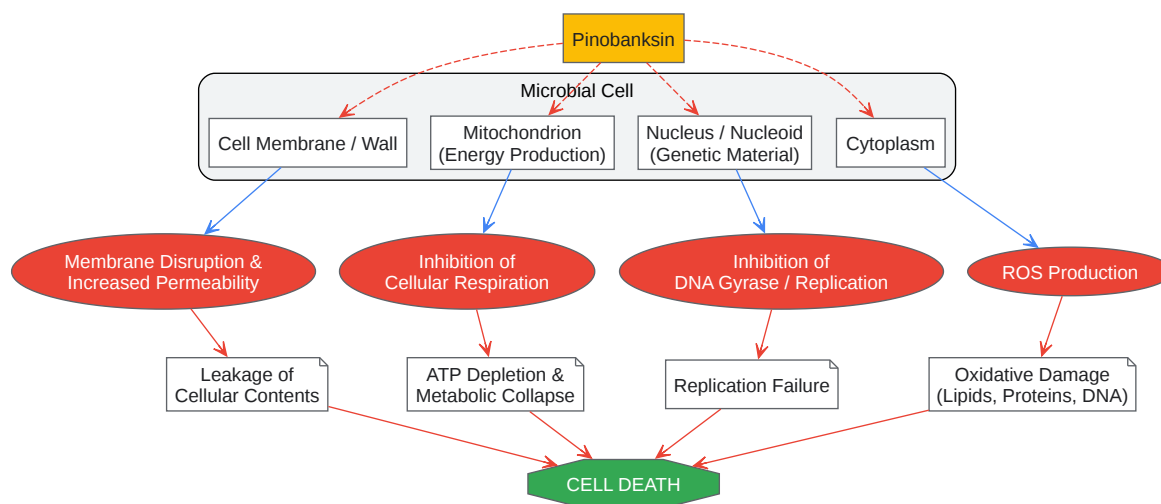 Pinobanksin
Microbial Cell
Cell Membrane / Wall
Mitochondrion
(Energy Production)
Nucleus / Nucleoid
(Genetic Material)
Cytoplasm
Membrane Disruption &
Increased Permeability
Inhibition of
Cellular Respiration
Inhibition of
DNA Gyrase / Replication
ROS Production
Leakage of
Cellular Contents
ATP Depletion &
Metabolic Collapse
Replication Failure
Oxidative Damage
(Lipids, Proteins, DNA)
CELL DEATH